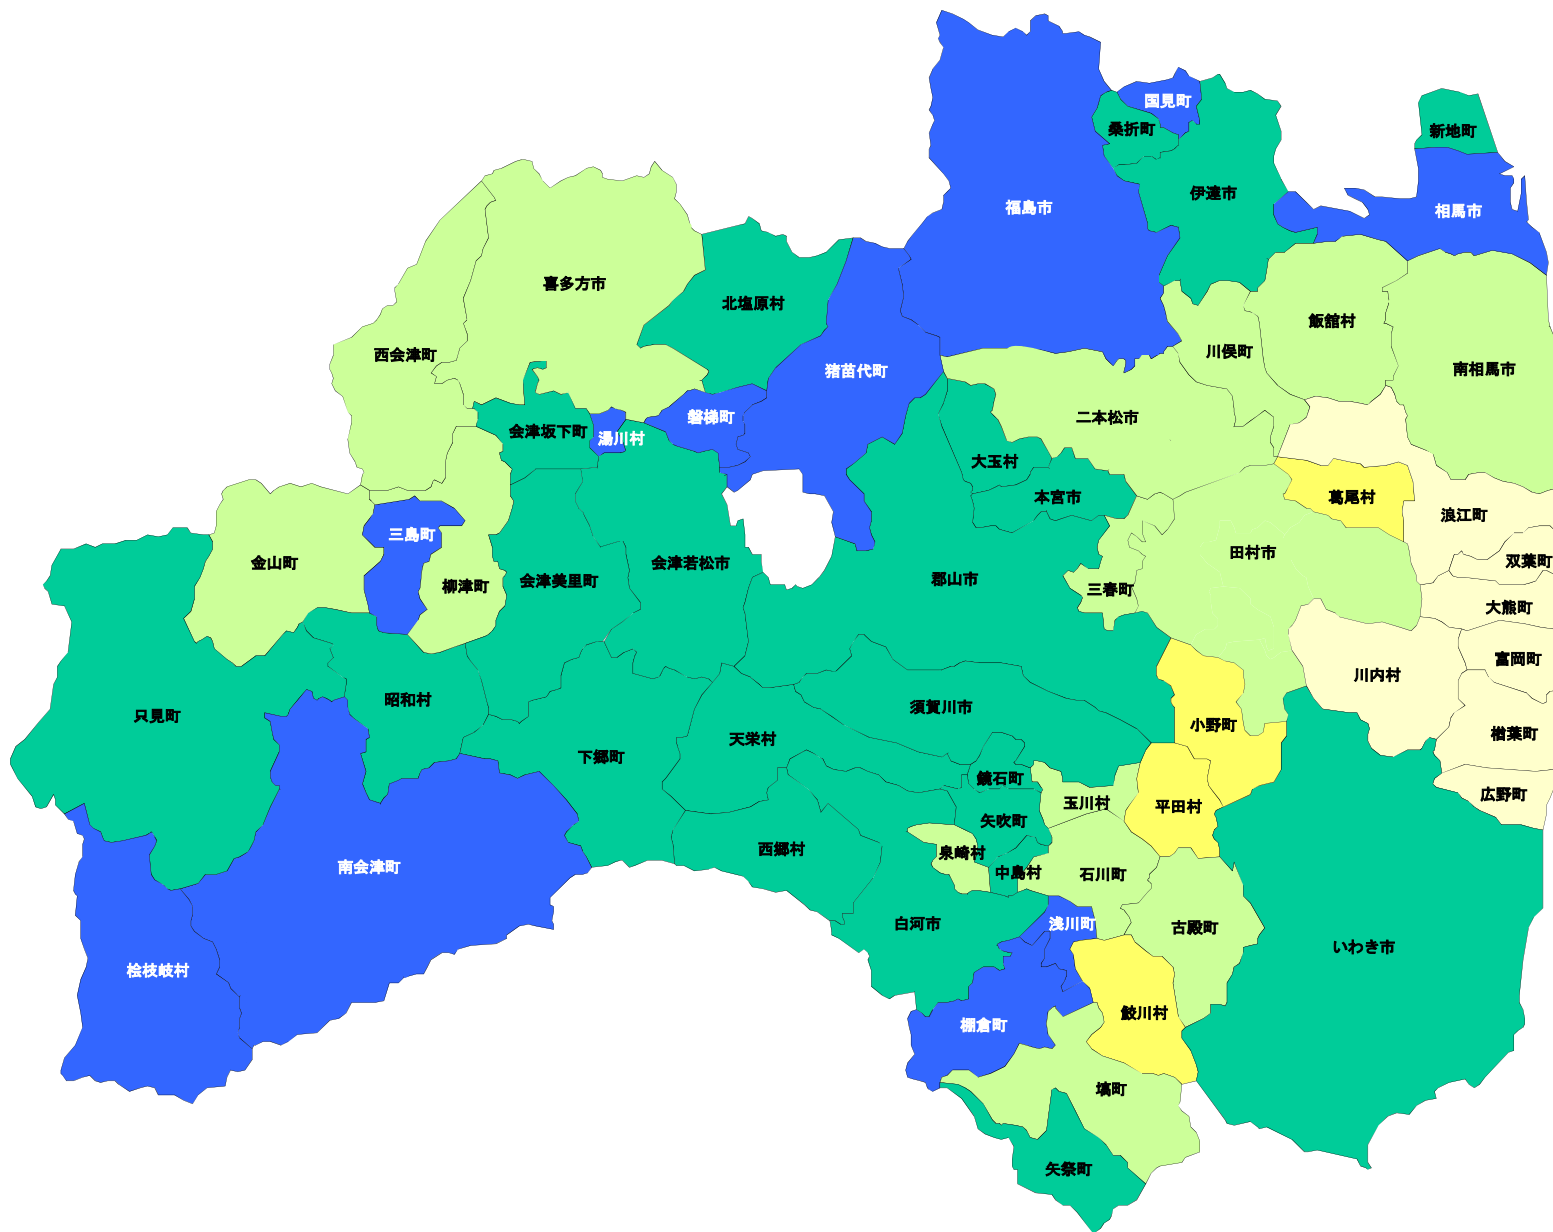 国見町
桑折町
新地町
伊達市
福島市
相馬市
喜多方市
北塩原村
飯舘村
川俣町
西会津町
猪苗代町
南相馬市
二本松市
磐梯町
会津坂下町
湯川村
大玉村
本宮市
葛尾村
浪江町
三島町
金山町
田村市
双葉町
会津若松市
会津美里町
郡山市
柳津町
三春町
大熊町
富岡町
川内村
昭和村
須賀川市
只見町
小野町
天栄村
楢葉町
下郷町
鏡石町
広野町
玉川村
平田村
矢吹町
西郷村
泉崎村
南会津町
中島村
石川町
白河市
浅川町
古殿町
いわき市
桧枝岐村
鮫川村
棚倉町
塙町
矢祭町